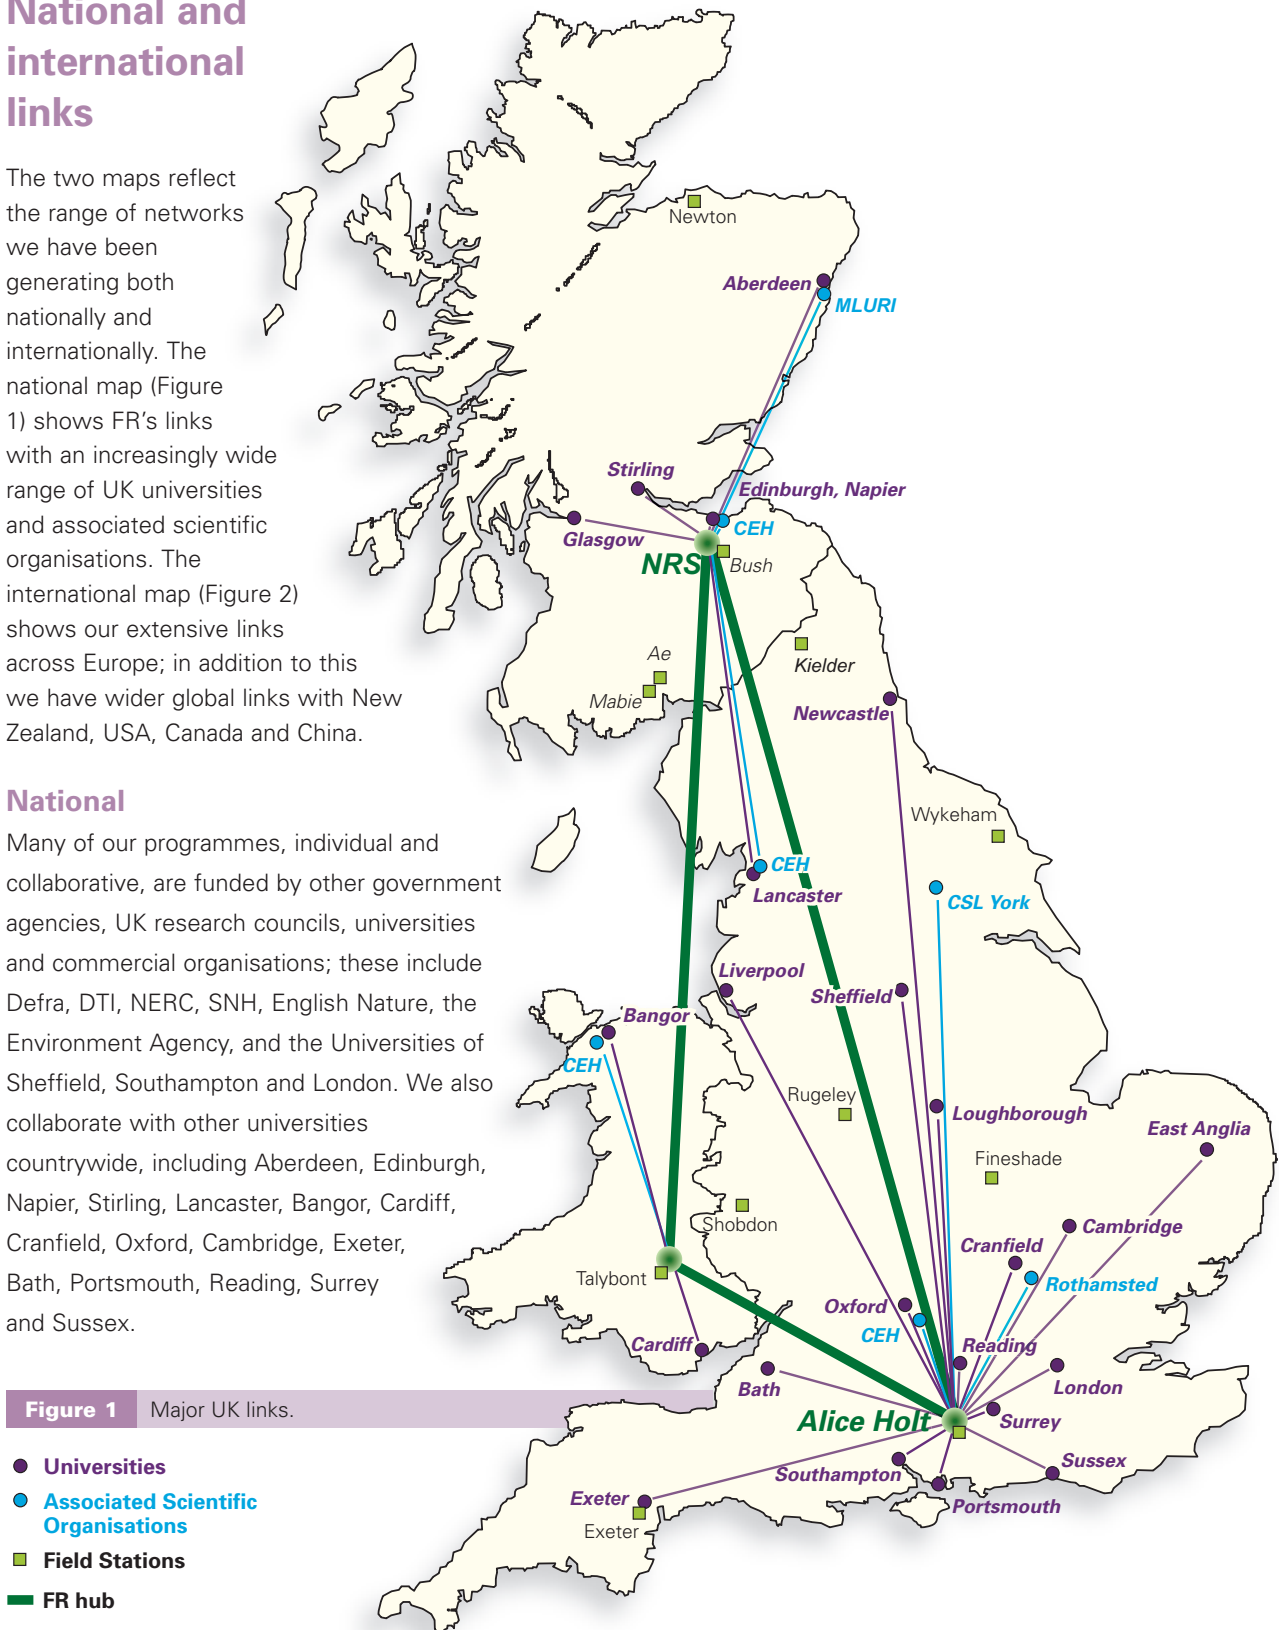 National and
international
links
The two maps reflect
the range of networks
we have been
generating both
nationally and
internationally. The
national map (Figure
1) shows FR's links
with an increasingly wide
range of UK universities
and associated scientific
organisations. The
international map (Figure 2)
shows our extensive links
across Europe; in addition to this
we have wider global links with New
Zealand, USA, Canada and China.
National
Many of our programmes, individual and
collaborative, are funded by other government
agencies, UK research councils, universities
and commercial organisations; these include
Defra, DTI, NERC, SNH, English Nature, the
Environment Agency, and the Universities of
Sheffield, Southampton and London. We also
collaborate with other universities
countrywide, including Aberdeen, Edinburgh,
Napier, Stirling, Lancaster, Bangor, Cardiff,
Cranfield, Oxford, Cambridge, Exeter,
Bath, Portsmouth, Reading, Surrey
and Sussex.
Figure 1 Major UK links.
Universities
Associated Scientific
Organisations
Field Stations
FR hub
Newton
Aberdeen
MLURI
Stirling
Edinburgh, Napier
CEH
Glasgow
NRS
Bush
Ae
Kielder
Mabie
Newcastle
Wykeham
CEH
Lancaster
CSL York
Liverpool
Sheffield
Bangor
CEH
Rugeley
Loughborough
East Anglia
Fineshade
Shobdon
Cambridge
Cranfield
Talybont
Rothamsted
Oxford
CEH
Cardiff
Reading
Bath
London
Alice Holt
Surrey
Southampton
Sussex
Exeter
Portsmouth
Exeter